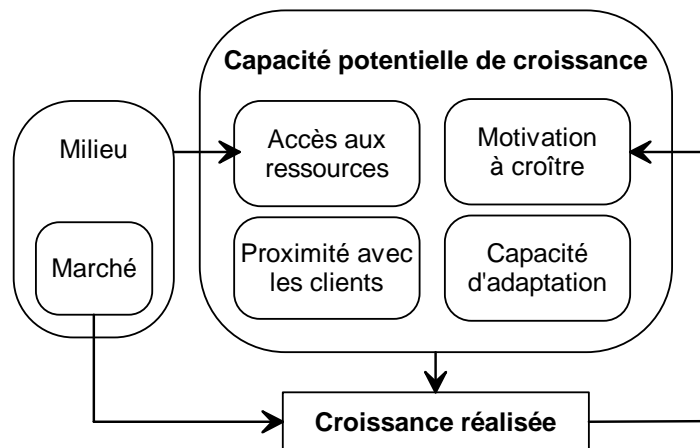 Capacité potentielle de croissance
Milieu
Marché
Accès aux
ressources
Motivation
à croître
Proximité avec
les clients
Capacité
d'adaptation
Croissance réalisée